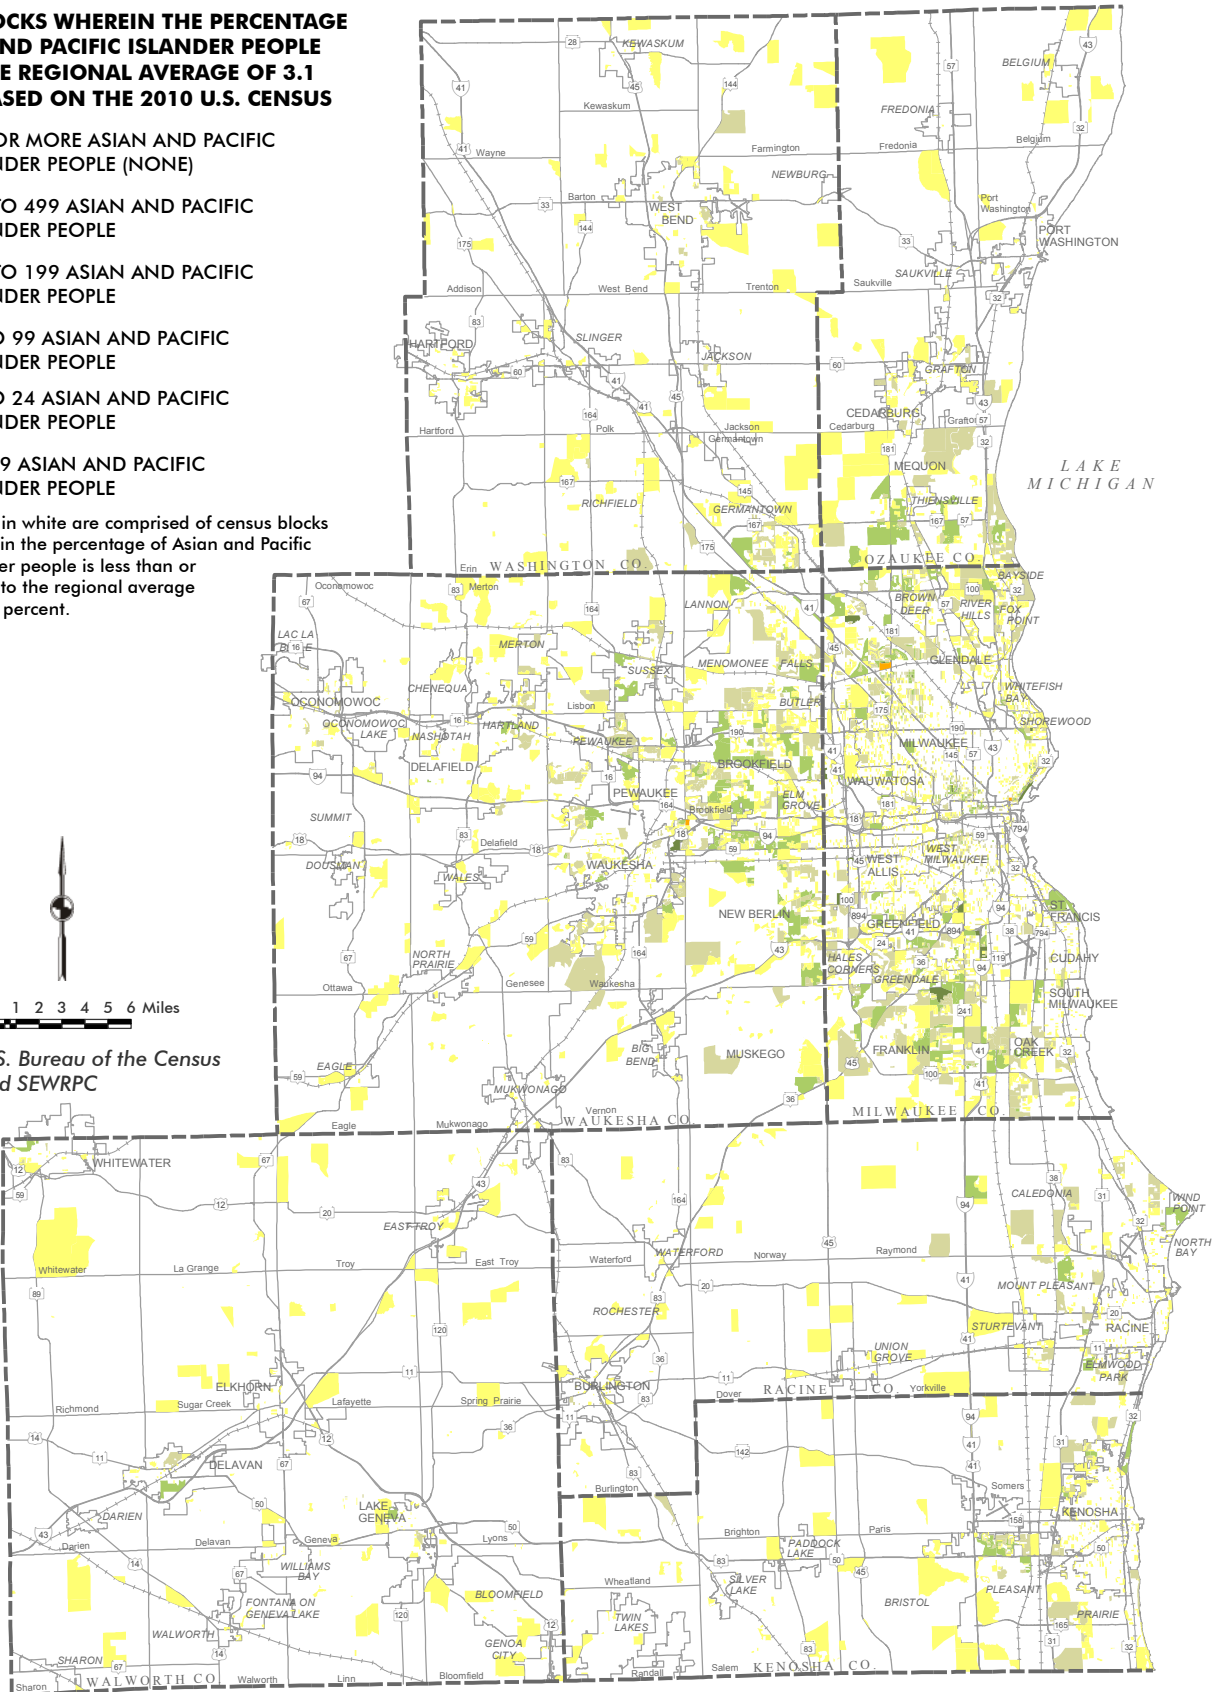 OCKS WHEREIN THE PERCENTAGE
ND PACIFIC ISLANDER PEOPLE
E REGIONAL AVERAGE OF 3.1
ASED ON THE 2010 U.S. CENSUS
OR MORE ASIAN AND PACIFIC
NDER PEOPLE (NONE)
TO 499 ASIAN AND PACIFIC
NDER PEOPLE
TO 199 ASIAN AND PACIFIC
NDER PEOPLE
O 99 ASIAN AND PACIFIC
NDER PEOPLE
O 24 ASIAN AND PACIFIC
NDER PEOPLE
9 ASIAN AND PACIFIC
NDER PEOPLE
in white are comprised of census blocks
in the percentage of Asian and Pacific
er people is less than or
to the regional average
percent.
1 2 3 4 5 6 Miles
S. Bureau of the Census
d SEWRPC
KEWASKUM
Kewaskum
Wayne
Barton
WEST
BEND
Farmington
NEWBURG
Addison
West Bend
Trenton
HARTFORD
SLINGER
JACKSON
Hartford
Polk
Jackson
Germantown
RICHFIELD
GERMANTOWN
Erin
WASHINGTON CO.
BELGIUM
FREDONIA
Fredonia
Belgium
Port
Washington
PORT
WASHINGTON
SAUKVILLE
Saukville
GRAFTON
CEDARBURG
Cedarburg
Grafton
MEQUON
THIENSVILLE
OZAUKEE CO.
LAKE
MICHIGAN
Oconomowoc
Merton
LANNON
LAC LA
MERTON
SUSSEX
MENOMONEE FALLS
CHENEQUA
OCONOMOWOC
OCONOMOWOC
LAKE
NASHOTAH
HARTLAND
Lisbon
BUTLER
PEWAUKEE
DELAFIELD
BROOKFIELD
PEWAUKEE
ELM
GROVE
Brookfield
SUMMIT
Delafield
DOUSMAN
WALES
WAUKESHA
NEW BERLIN
NORTH
PRAIRIE
Ottawa
Genesee
Waukesha
EAGLE
BIG
BEND
MUSKEGO
MUKWONAGO
Vernon
Eagle
Mukwonago
WAUKESHA CO.
BAYSIDE
BROWN
DEER
RIVER
HILLS
FOX
POINT
GLENDALE
WHITEFISH
BAY
SHOREWOOD
MILWAUKEE
WAUWATOSA
WEST
MILWAUKEE
WEST
ALLIS
ST.
FRANCIS
GREENFIELD
HALES
CORNERS
GREENDALE
CUDAHY
SOUTH
MILWAUKEE
FRANKLIN
OAK
CREEK
MILWAUKEE CO.
WHITEWATER
EAST TROY
Whitewater
La Grange
Troy
East Troy
ELKHORN
Richmond
Sugar Creek
Lafayette
Spring Prairie
DELAVAN
LAKE
GENEVA
DARIEN
Darien
Delavan
Geneva
Lyons
WILLIAMS
BAY
FONTANA ON
GENEVA LAKE
BLOOMFIELD
WALWORTH
GENOA
CITY
SHARON
Sharon
WALWORTH CO.
Walworth
Linn
Bloomfield
CALEDONIA
WIND
POINT
NORTH
BAY
WATERFORD
Waterford
Norway
Raymond
ROCHESTER
MOUNT PLEASANT
STURTEVANT
RACINE
UNION
GROVE
ELMWOOD
PARK
BURLINGTON
Dover
RACINE CO.
Yorkville
Burlington
Somers
KENOSHA
Brighton
Paris
PADDOCK
LAKE
SILVER
LAKE
Wheatland
TWIN
LAKES
Randall
Salem
BRISTOL
PLEASANT
PRAIRIE
KENOSHA CO.